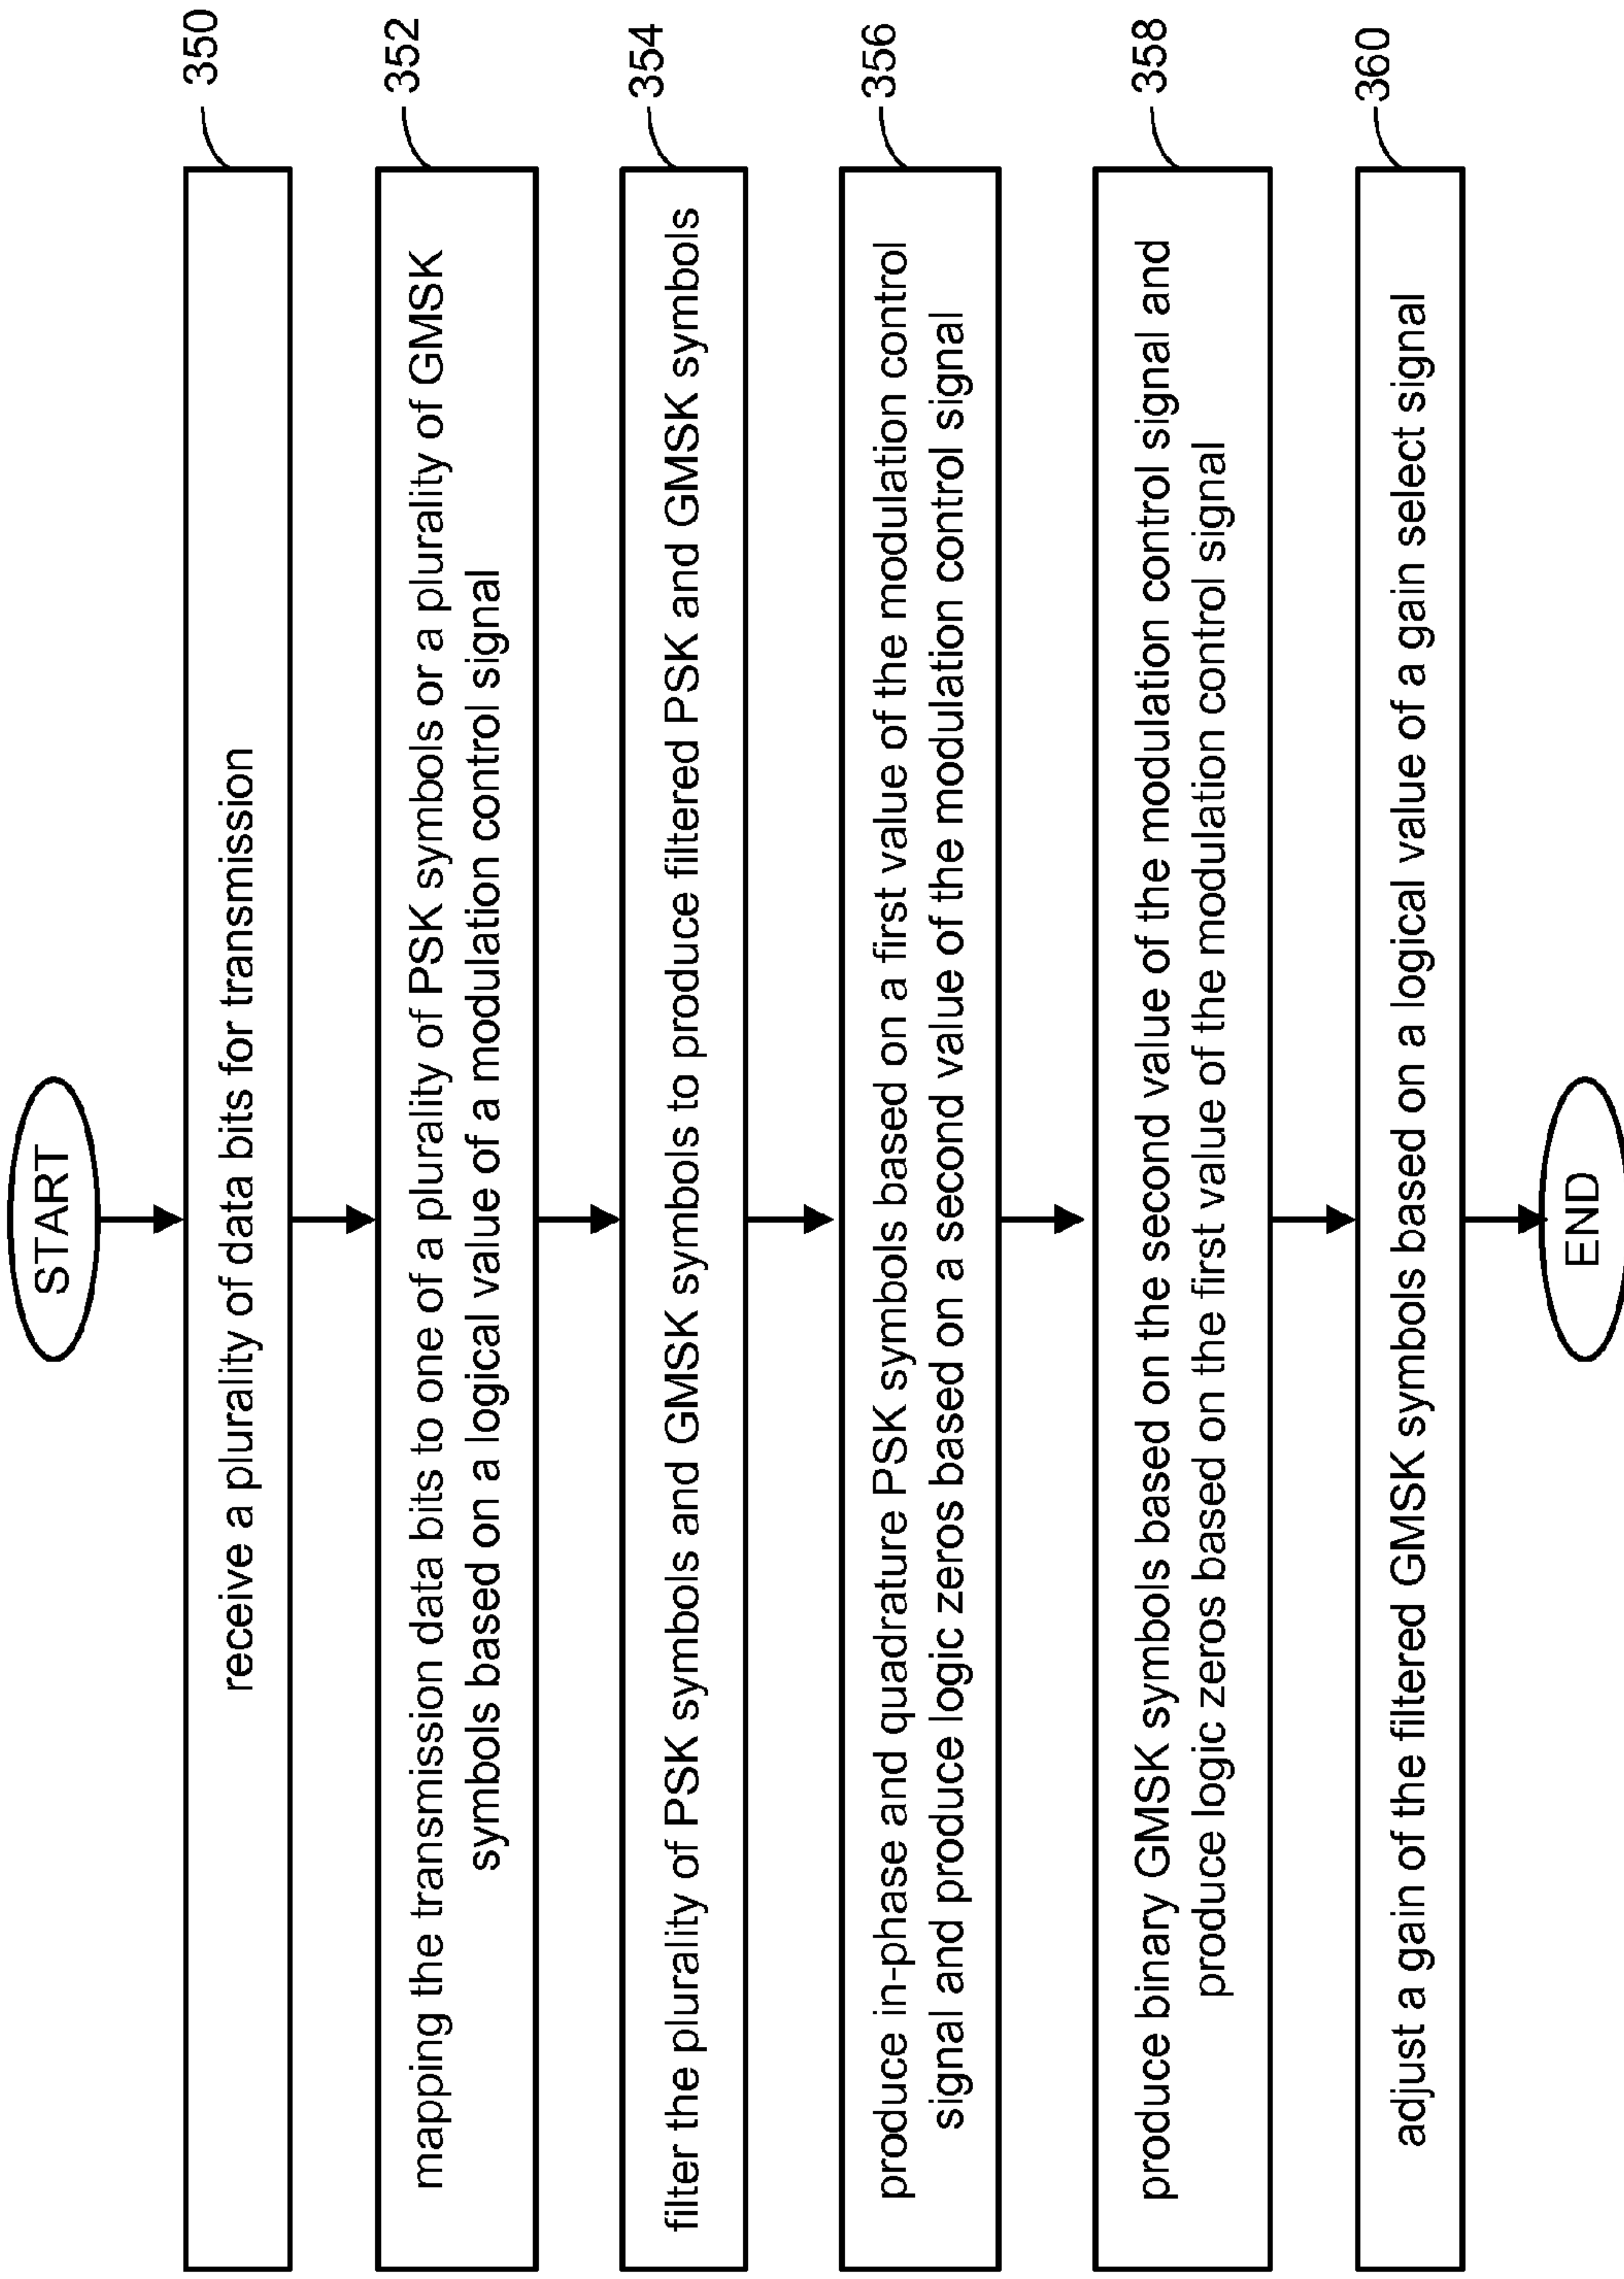 START
receive a plurality of data bits for transmission
350
mapping the transmission data bits to one of a plurality of PSK symbols or a plurality of GMSK
symbols based on a logical value of a modulation control signal
352
filter the plurality of PSK symbols and GMSK symbols to produce filtered PSK and GMSK symbols
354
produce in-phase and quadrature PSK symbols based on a first value of the modulation control
signal and produce logic zeros based on a second value of the modulation control signal
356
produce binary GMSK symbols based on the second value of the modulation control signal and
produce logic zeros based on the first value of the modulation control signal
358
adjust a gain of the filtered GMSK symbols based on a logical value of a gain select signal
360
END